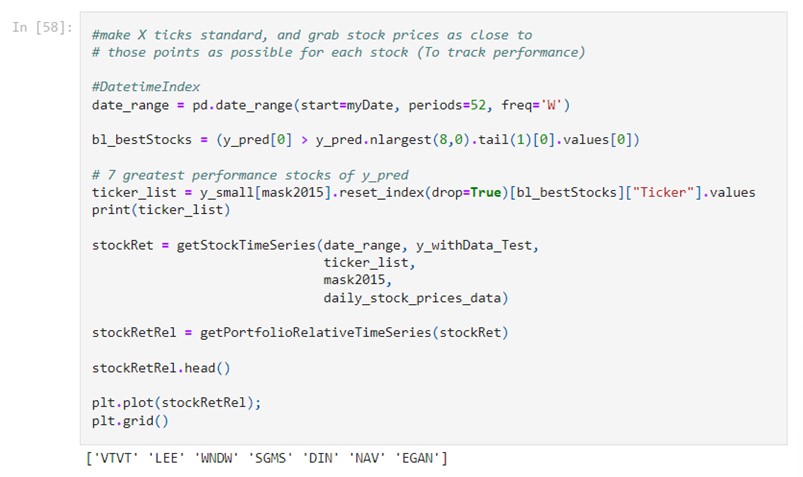 In [58]:
#make X ticks standard, and grab stock prices as close to
# those points as possible for each stock (To track performance)
#DatetimeIndex
date_range = pd.date_range(start=myDate, periods=52, freq='W')
bl_bestStocks = (y_pred[0] > y_pred.nlargest(8,0).tail(1)[0].values[0])
# 7 greatest performance stocks of y_pred
ticker_list = y_small[mask2015].reset_index(drop=True)[bl_bestStocks]["Ticker"].values
print(ticker_list)
stockRet = getStockTimeSeries(date_range, y_withData_Test,
ticker_list,
mask2015,
daily_stock_prices_data)
stockRetRel = getPortfolioRelativeTimeSeries(stockRet)
stockRetRel.head()
plt.plot(stockRetRel);
plt.grid()
['VTVT' 'LEE' 'WNDW' 'SGMS' 'DIN' 'NAV' 'EGAN']